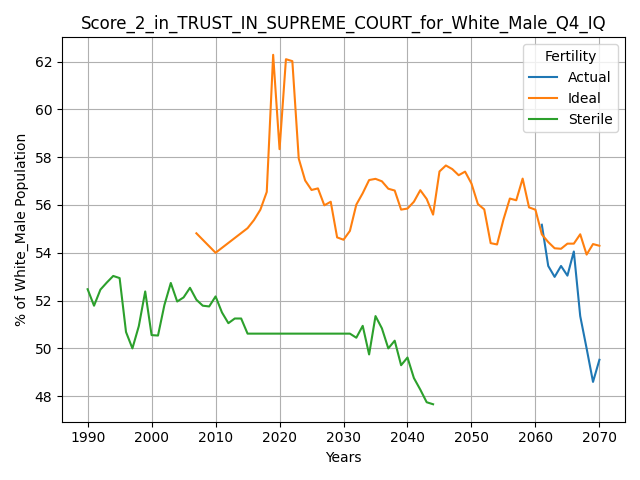 Score_2_in_TRUST_IN_SUPREME_COURT_for_White_Male_Q4_IQ
Fertility
Actual
Ideal
Sterile
% of White_Male Population
62
60
58
56
54
52
50
48
1990 2000 2010 2020 2030 2040 2050 2060 2070
Years